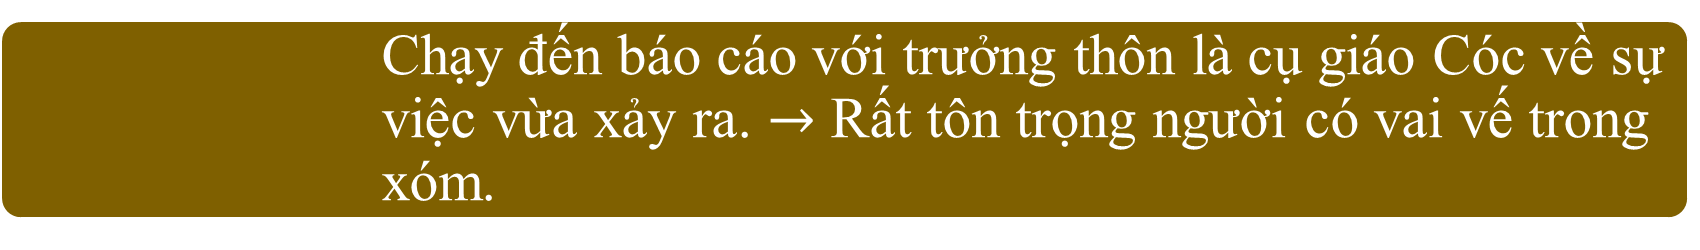 Chạy đến báo cáo với trưởng thôn là cụ giáo Cóc về sự
việc vừa xảy ra. → Rất tôn trọng người có vai vế trong
xóm.